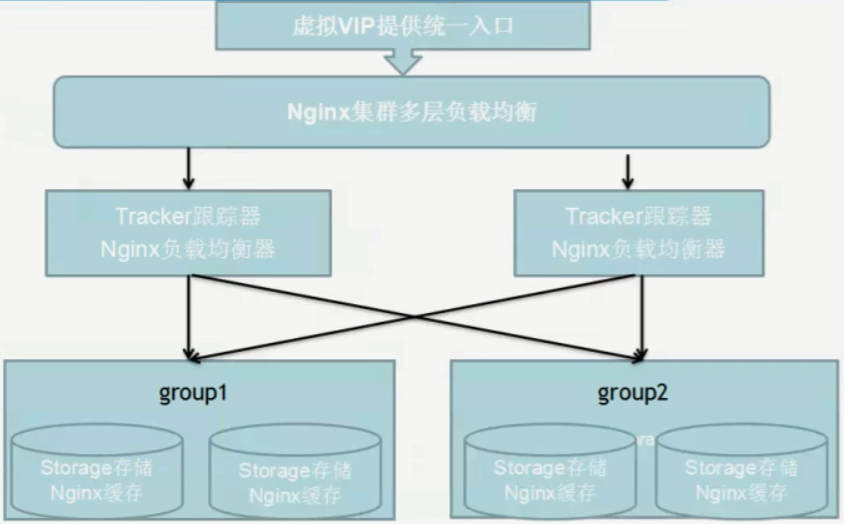 虚拟VIP提供统一入口
Nginx集群多层负载均衡
Tracker跟踪器
Nginx负载均衡器
Tracker跟踪器
Nginx负载均衡器
group1
Storage存储
Nginx缓存
Storage存储
Nginx缓存
group2
Storage存储
Nginx缓存
Storage存储
Nginx缓存